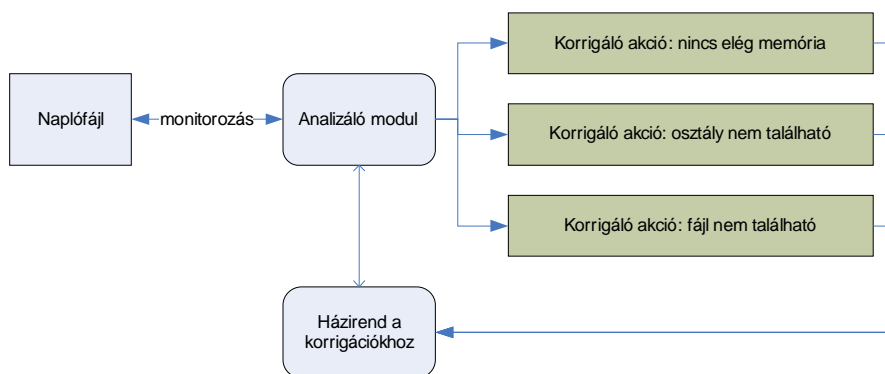 Korrigáló akció: nincs elég memória
Naplófájl
monitorozás
Analizáló modul
Korrigáló akció: osztály nem található
Korrigáló akció: fájl nem található
Házirend a
korrigációkhoz